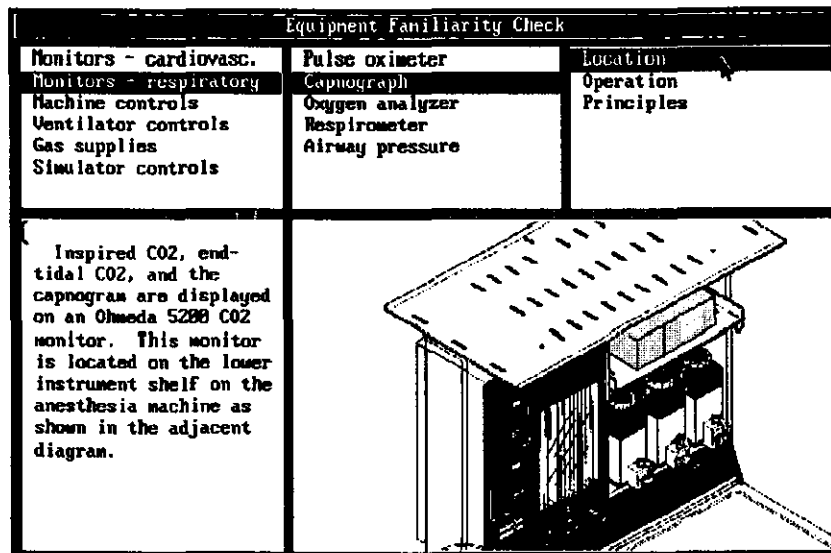 Equipment Familiarity Check
Monitors - cardiovasc.
Monitors - respiratory
Machine controls
Ventilator controls
Gas supplies
Simulator controls
Pulse oximeter
Capnograph
Oxygen analyzer
Respirometer
Airway pressure
Location
Operation
Principles
Inspired CO2, end-
tidal CO2, and the
capnogram are displayed
on an Ohmeda 5200 CO2
monitor. This monitor
is located on the lower
instrument shelf on the
anesthesia machine as
shown in the adjacent
diagram.